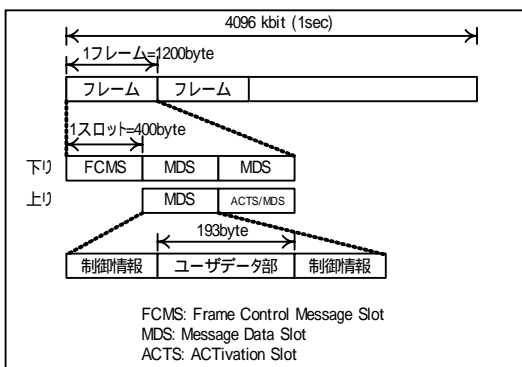 4096 kbit (1sec)
1フレーム=1200byte
フレーム フレーム
1スロット=400byte
下り FCMS MDS MDS
上り MDS ACTS/MDS
193byte
制御情報 ユーザデータ部 制御情報
FCMS: Frame Control Message Slot
MDS: Message Data Slot
ACTS: ACTivation Slot